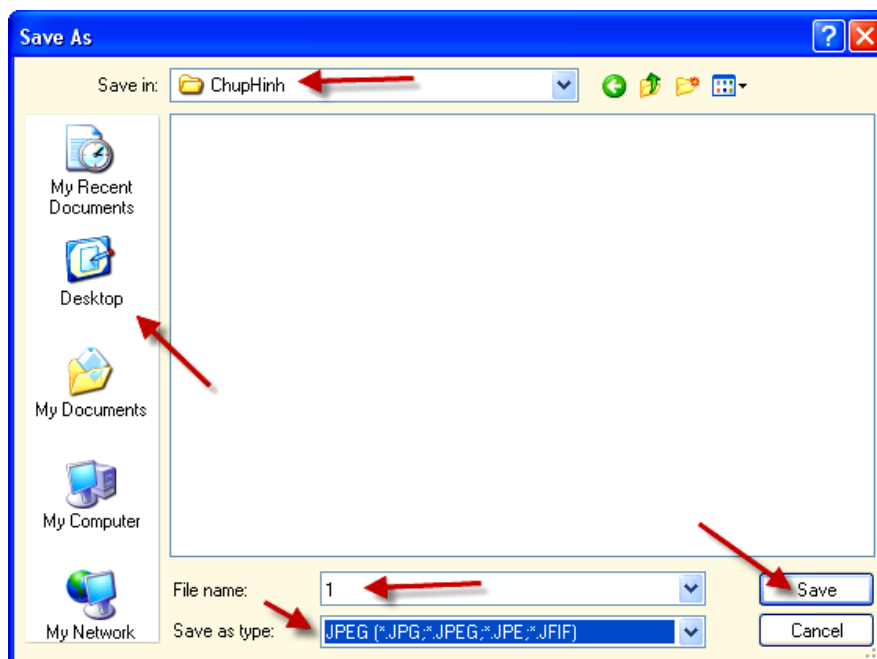 Save As
Save in:
ChupHinh
My Recent
Documents
Desktop
My Documents
My Computer
My Network
File name:
1
Save
Save as type:
JPEG (*.JPG;*.JPEG;*.JPE;*.JFIF)
Cancel